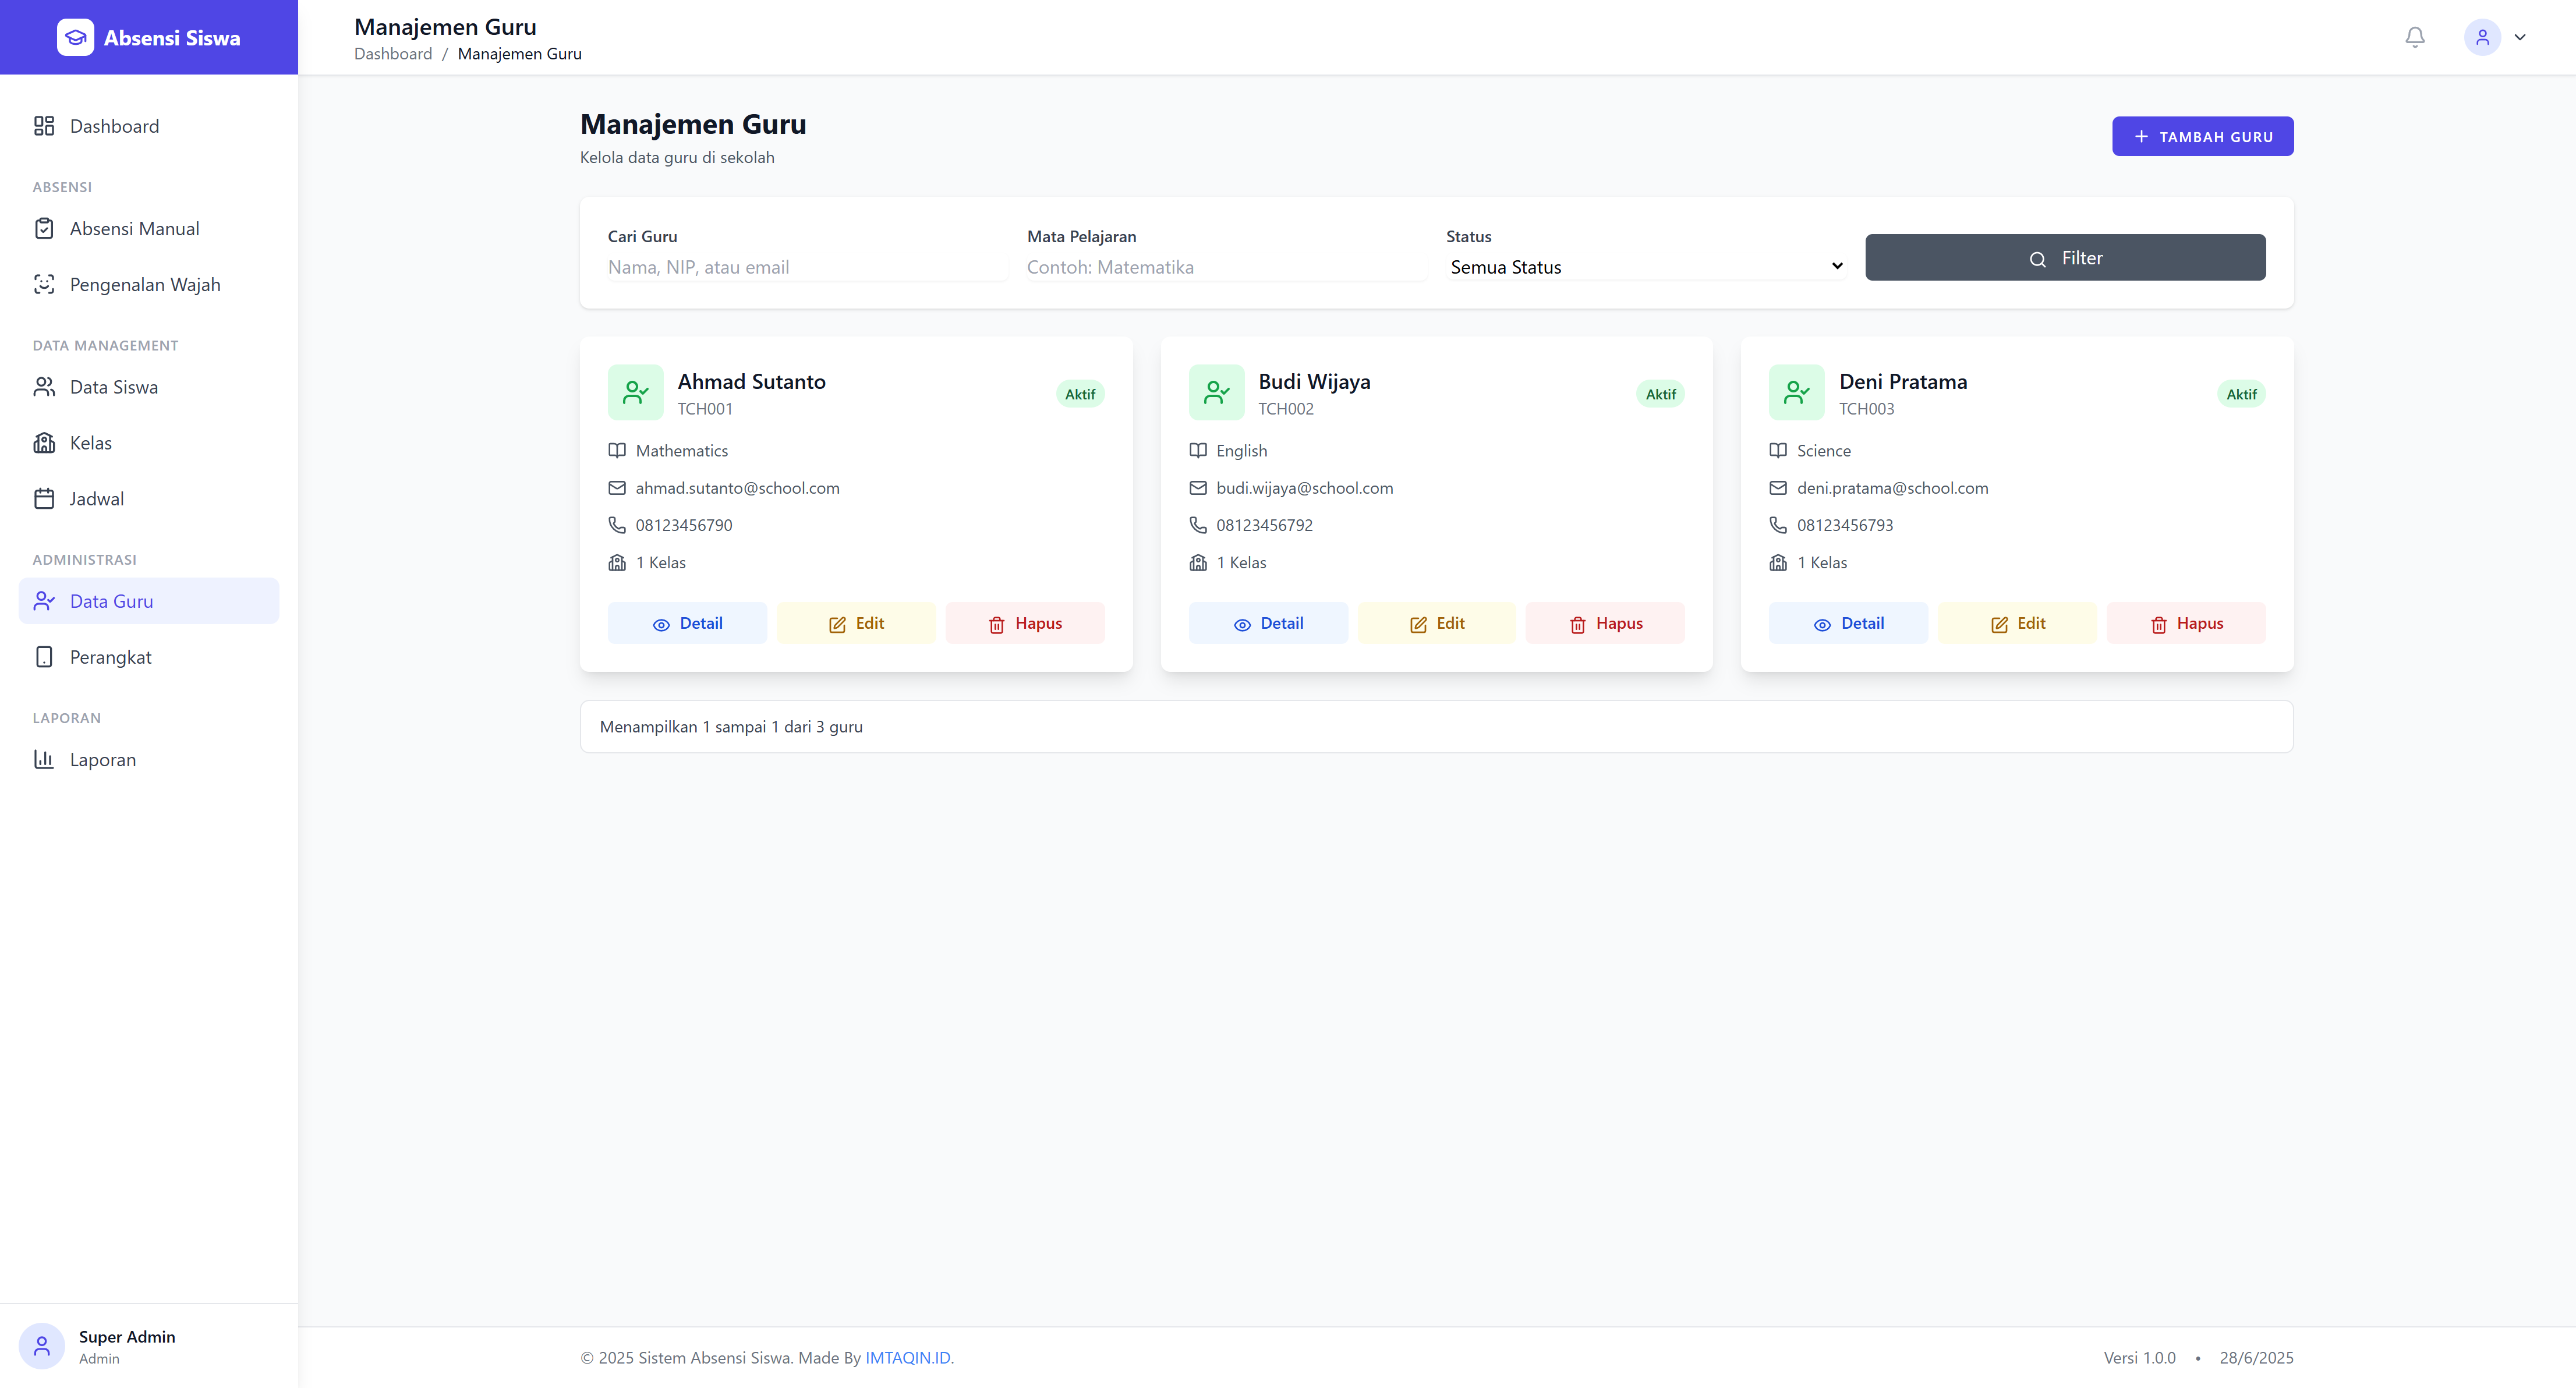 Absensi Siswa
Dashboard
ABSENSI
Absensi Manual
Pengenalan Wajah
DATA MANAGEMENT
Data Siswa
Kelas
Jadwal
ADMINISTRASI
Data Guru
Perangkat
LAPORAN
Laporan
Super Admin
Admin
Manajemen Guru
Dashboard / Manajemen Guru
Manajemen Guru
Kelola data guru di sekolah
TAMBAH GURU
Cari Guru
Nama, NIP, atau email
Mata Pelajaran
Contoh: Matematika
Status
Semua Status
Filter
Ahmad Sutanto
TCH001
Aktif
Mathematics
ahmad.sutanto@school.com
08123456790
1 Kelas
Detail
Edit
Hapus
Budi Wijaya
TCH002
Aktif
English
budi.wijaya@school.com
08123456792
1 Kelas
Detail
Edit
Hapus
Deni Pratama
TCH003
Aktif
Science
deni.pratama@school.com
08123456793
1 Kelas
Detail
Edit
Hapus
Menampilkan 1 sampai 1 dari 3 guru
© 2025 Sistem Absensi Siswa. Made By IMTAQIN.ID.
Versi 1.0.0 • 28/6/2025